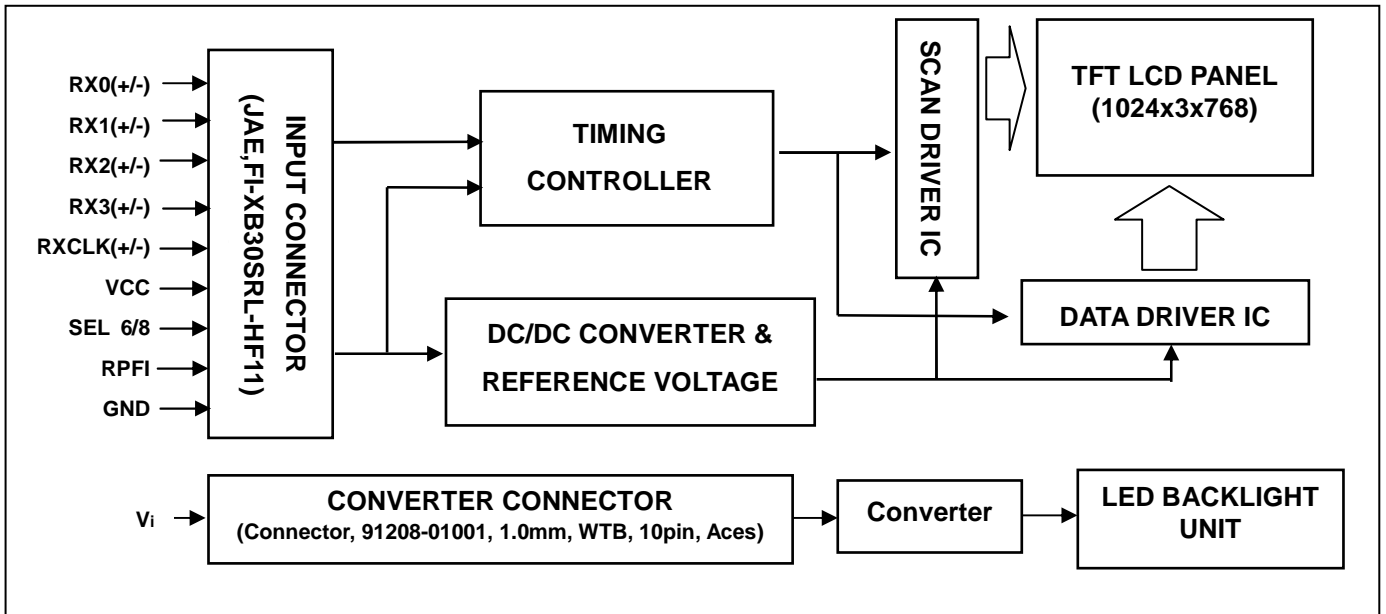 RX0(+/-)
RX1(+/-)
RX2(+/-)
RX3(+/-)
RXCLK(+/-)
VCC
SEL 6/8
RPFI
GND
INPUT CONNECTOR
(JAE,FI-XB30SRL-HF11)
TIMING
CONTROLLER
DC/DC CONVERTER &
REFERENCE VOLTAGE
SCAN DRIVER IC
TFT LCD PANEL
(1024x3x768)
DATA DRIVER IC
Vi
CONVERTER CONNECTOR
(Connector, 91208-01001, 1.0mm, WTB, 10pin, Aces)
Converter
LED BACKLIGHT
UNIT